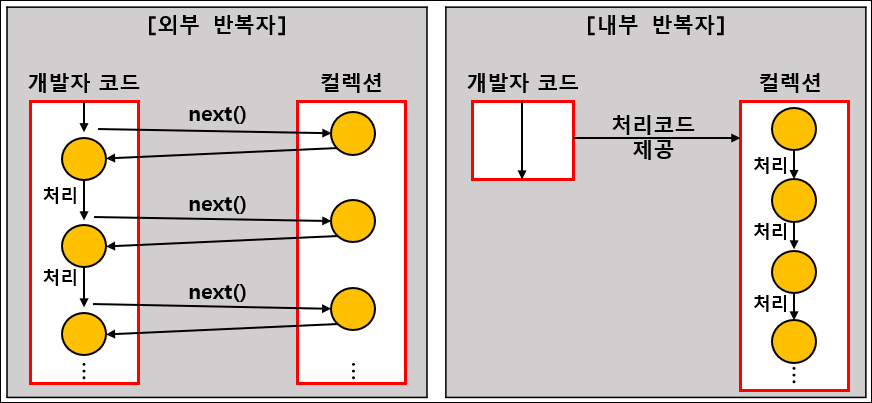 [외부 반복자]
개발자 코드
컬렉션
next()
처리
next()
처리
next()
⋮
⋮
[내부 반복자]
개발자 코드
컬렉션
처리코드
제공
처리
처리
처리
⋮